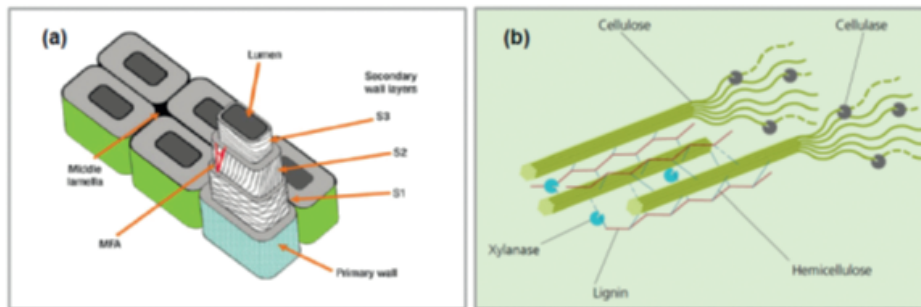 (a)
Lumen
Secondary
wall layers
S3
S2
S1
Middle
lamella
MFA
Primary wall
(b)
Cellulose
Cellulase
Xylanase
Lignin
Hemicellulose